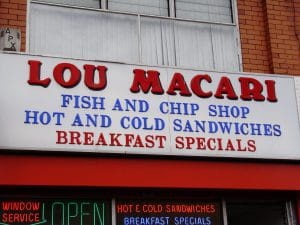 APX
LOU MACARI
FISH AND CHIP SHOP
HOT AND COLD SANDWICHES
BREAKFAST SPECIALS
WINDOW
SERVICE
OPEN
HOT & COLD SANDWICHES
BREAKFAST SPECIALS